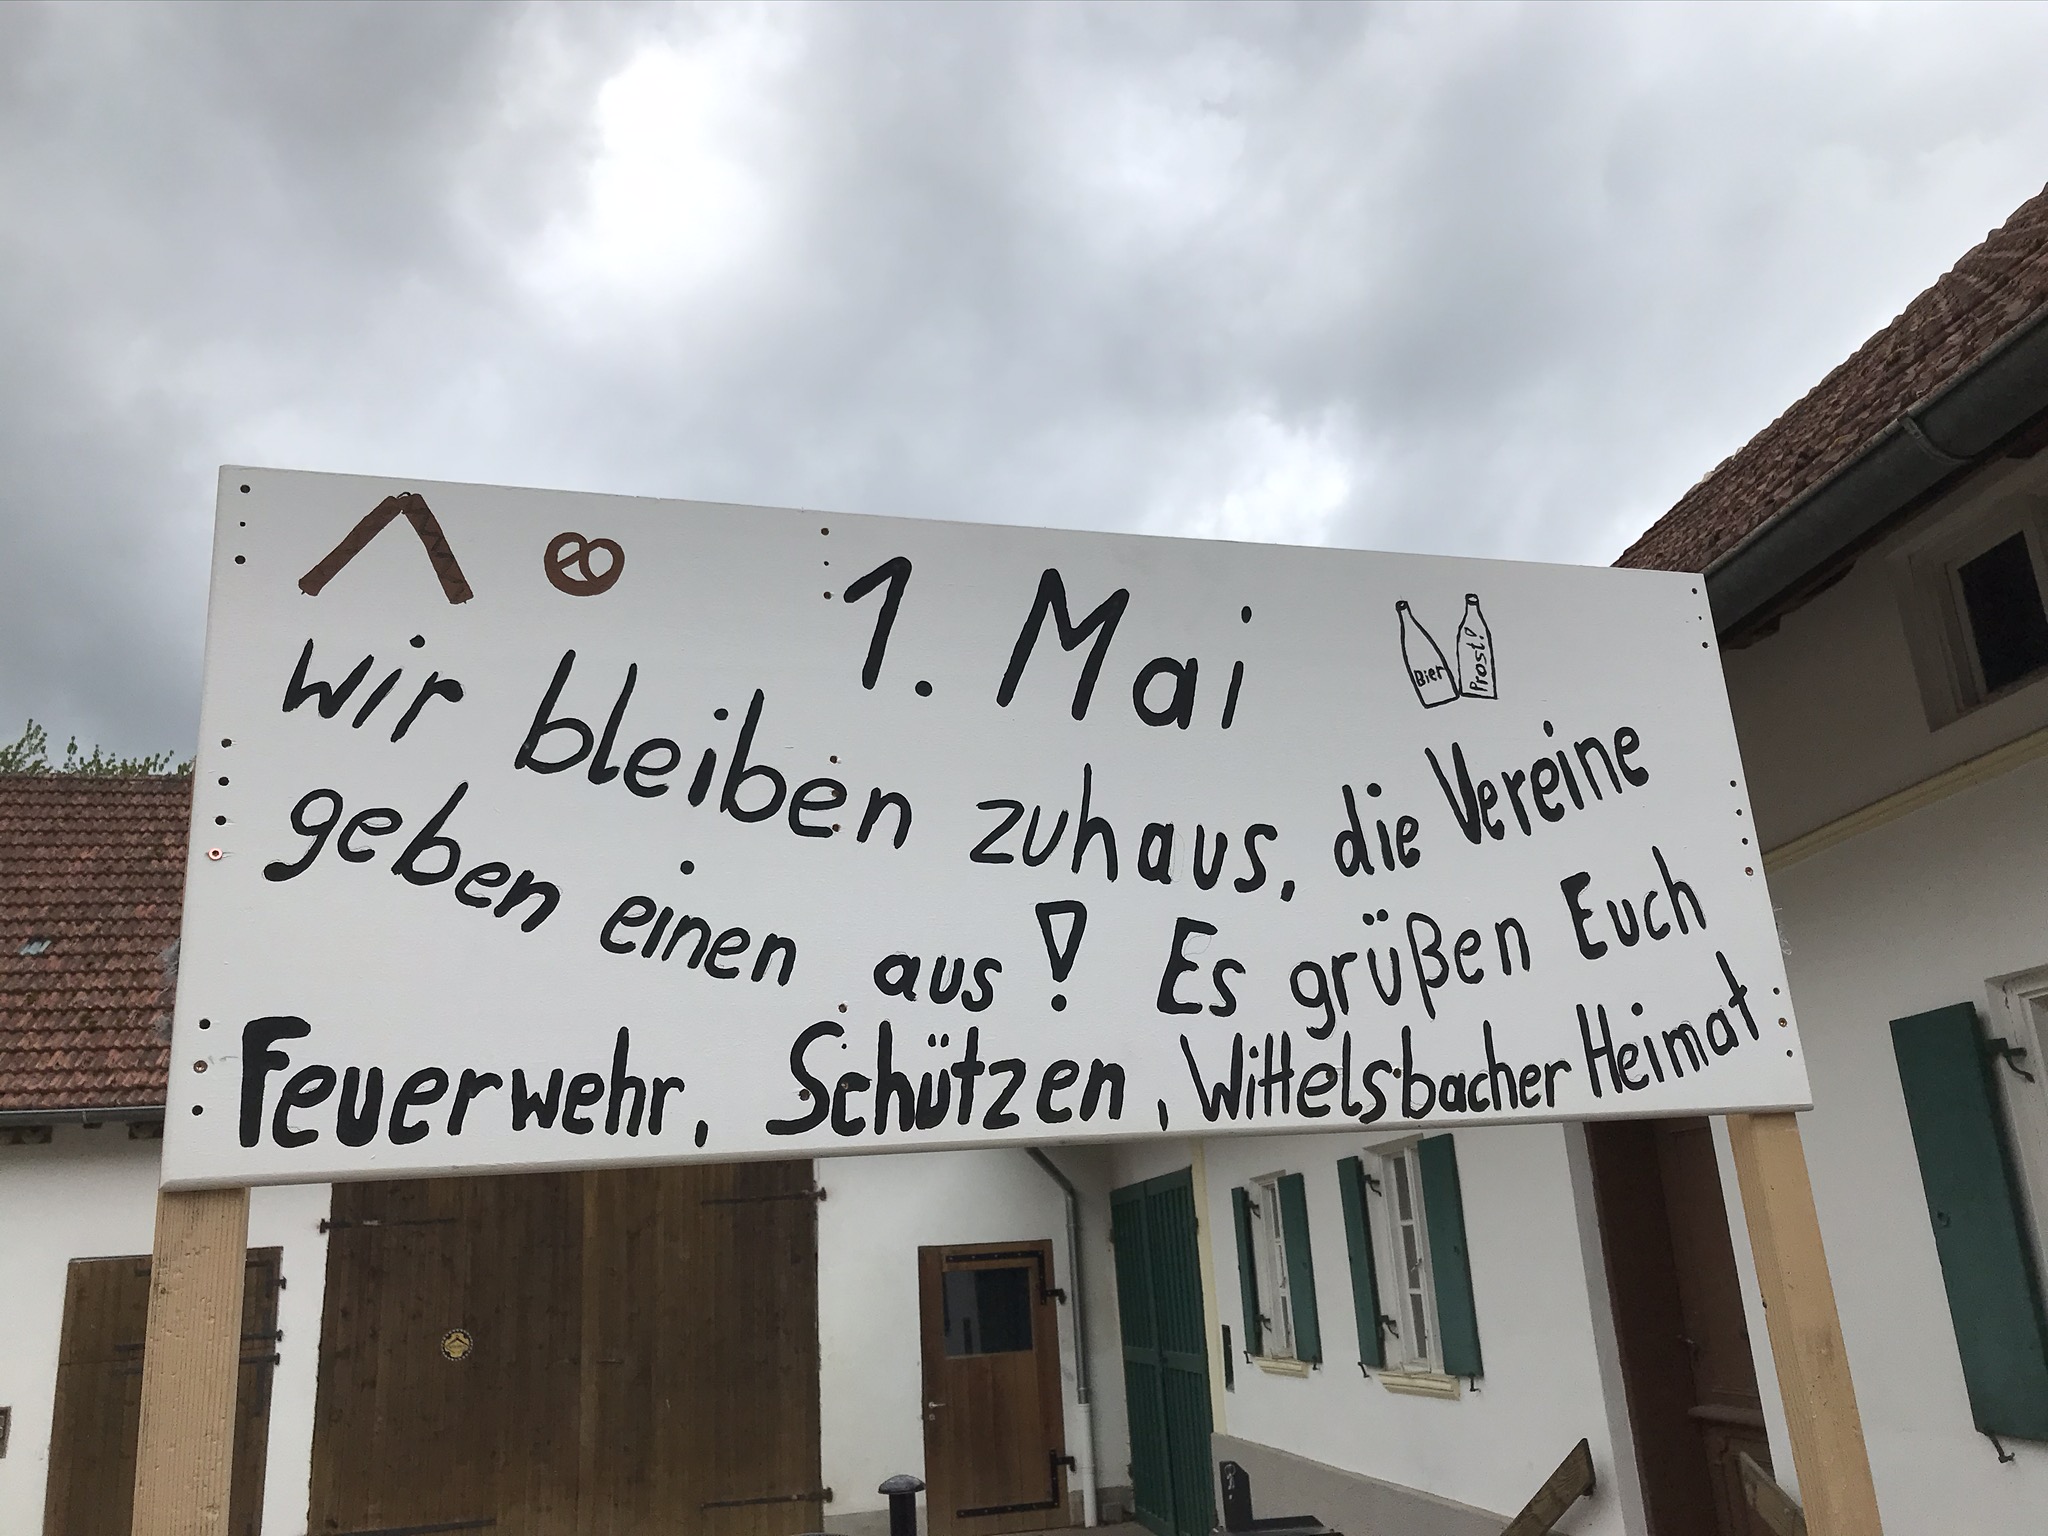 1. Mai
Bier
Prost!
wir bleiben zuhaus, die Vereine
geben einen aus! Es grüßen Euch
Feuerwehr, Schützen, Wittelsbacher Heimat